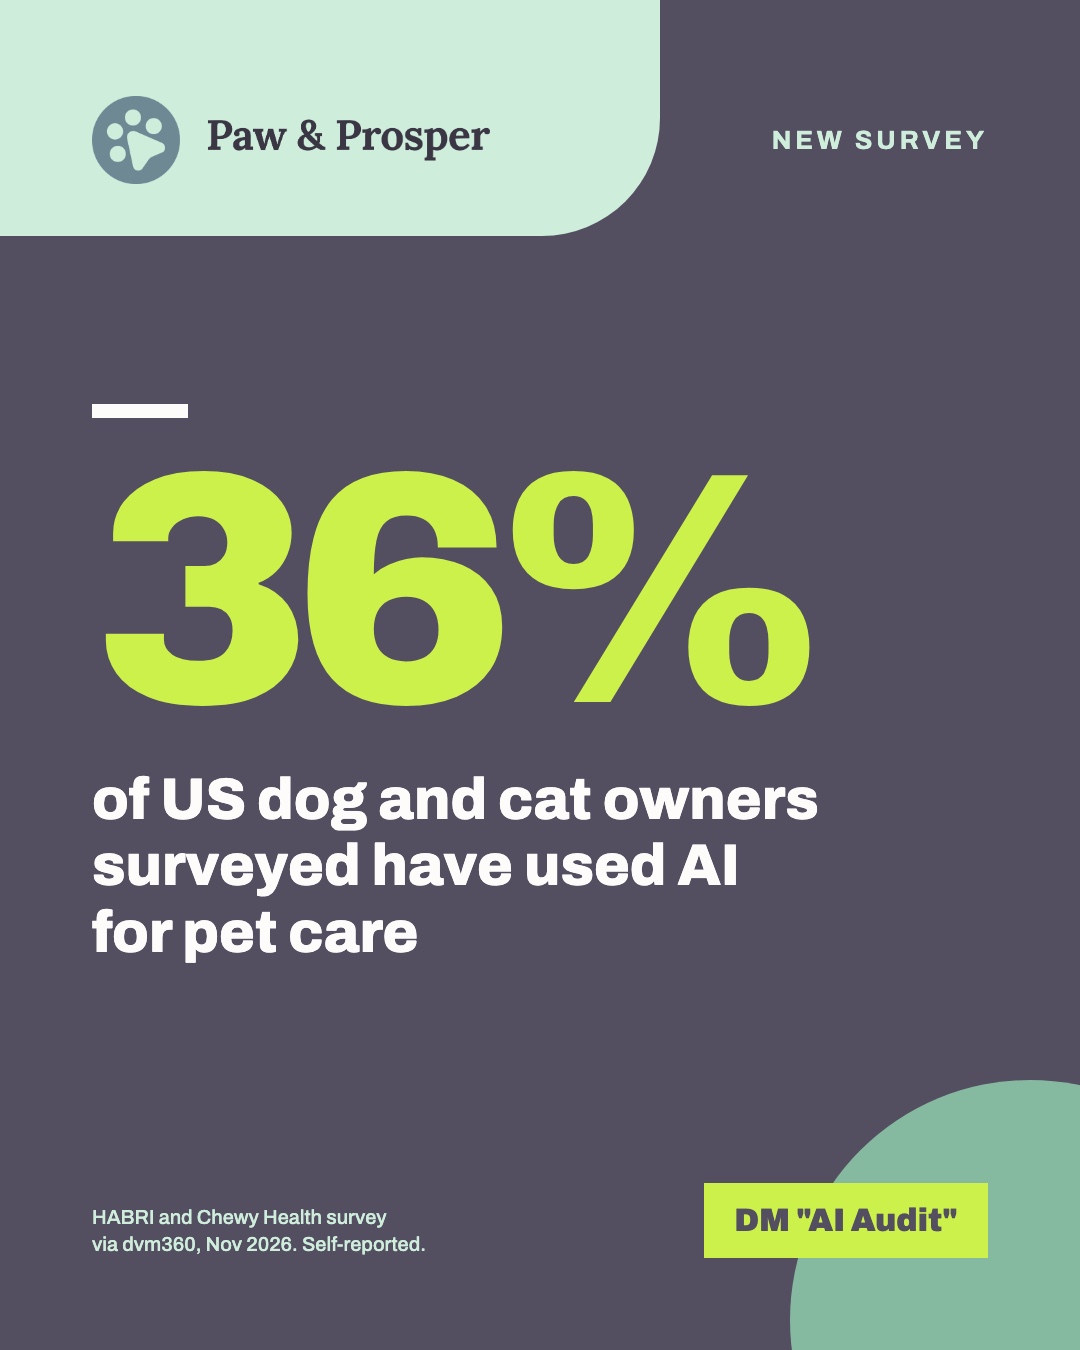 Paw & Prosper
NEW SURVEY
36%
of US dog and cat owners
surveyed have used AI
for pet care
HABRI and Chewy Health survey
via dvm360, Nov 2026. Self-reported.
DM "AI Audit"